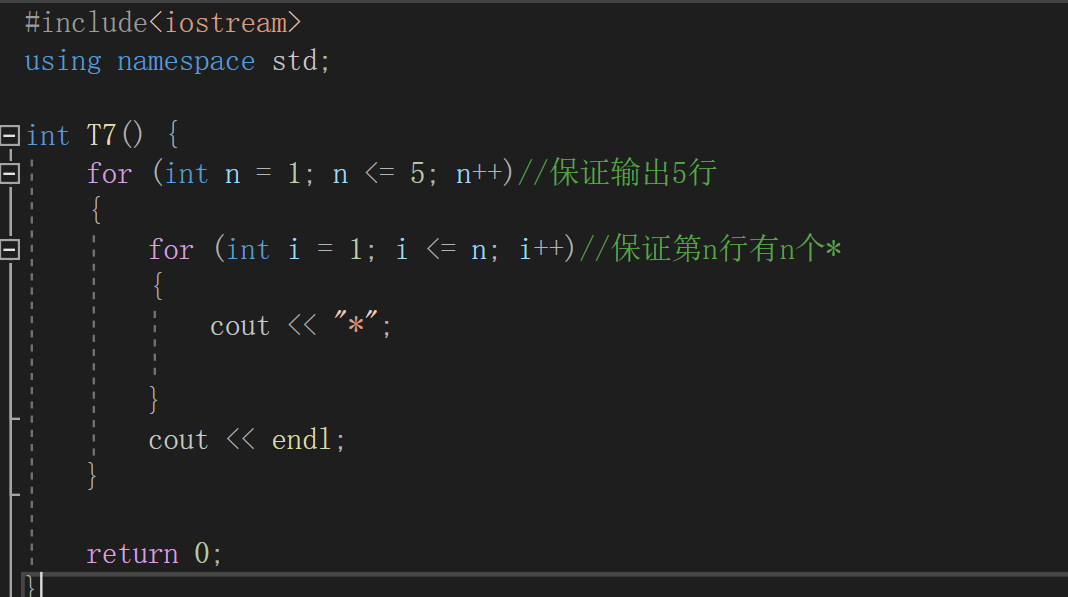 #include<iostream>
using namespace std;
int T7() {
for (int n = 1; n <= 5; n++)//保证输出5行
{
for (int i = 1; i <= n; i++)//保证第n行有n个*
{
cout << "*";
}
cout << endl;
}
return 0;
}